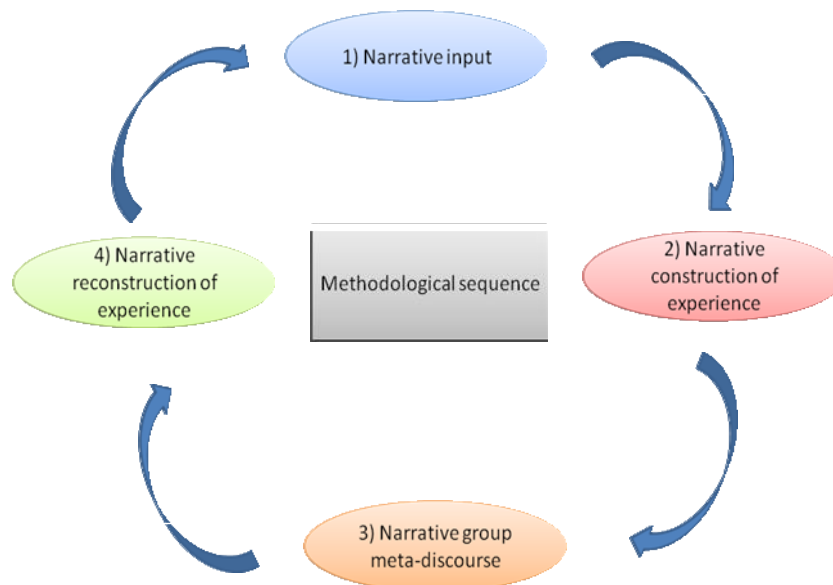 1) Narrative input
2) Narrative
construction of
experience
3) Narrative group
meta-discourse
4) Narrative
reconstruction of
experience
Methodological sequence